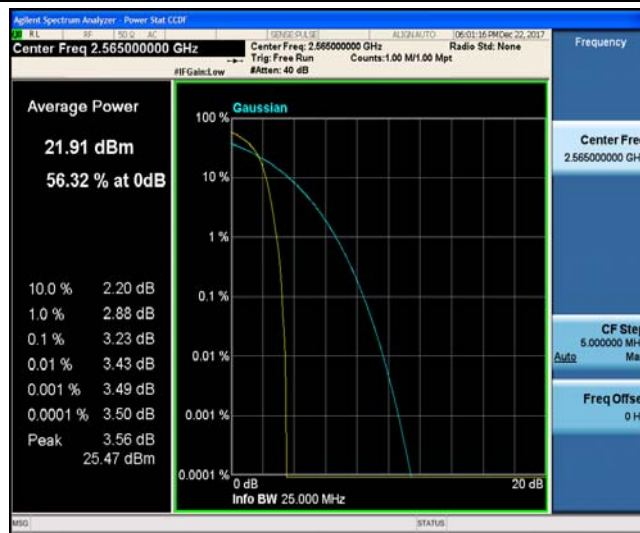 Agilent Spectrum Analyzer - Power Stat CCDF
RL RF 50 Ω AC SENSE:PULSE ALIGN AUTO 06:01:16 PM Dec 22, 2017
Center Freq 2.565000000 GHz
Center Freq: 2.565000000 GHz Radio Std: None
Trig: Free Run Counts:1.00 M/1.00 Mpt
#IFGain:Low #Atten: 40 dB
Frequency
Average Power
21.91 dBm
56.32 % at 0dB
10.0 % 2.20 dB
1.0 % 2.88 dB
0.1 % 3.23 dB
0.01 % 3.43 dB
0.001 % 3.49 dB
0.0001 % 3.50 dB
Peak 3.56 dB
25.47 dBm
Gaussian
100 %
10 %
1 %
0.1 %
0.01 %
0.001 %
0.0001 %
0 dB 20 dB
Info BW 25.000 MHz
Center Fre
2.565000000 GH
CF Step
5.000000 MH
Auto Ma
Freq Offse
0 H
MSG STATUS